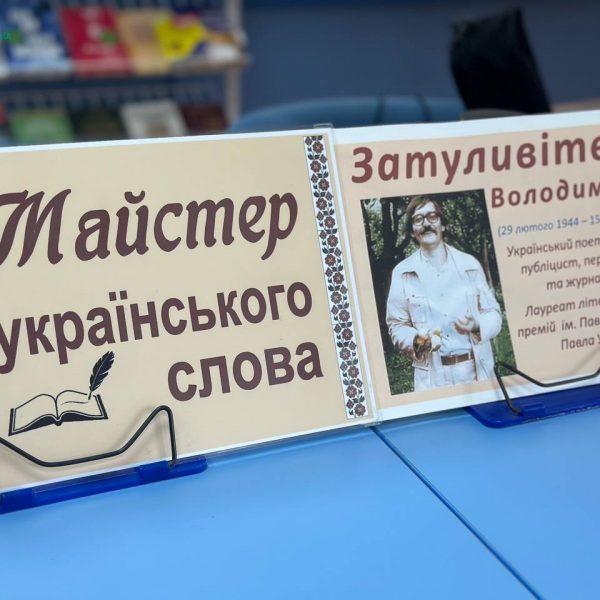 Майстер
українського
слова
Затуливіте
Володим
(29 лютого 1944 – 15
Український поет
публіцист, пер
та журна
Лауреат літе
премій ім. Пав
Павла У